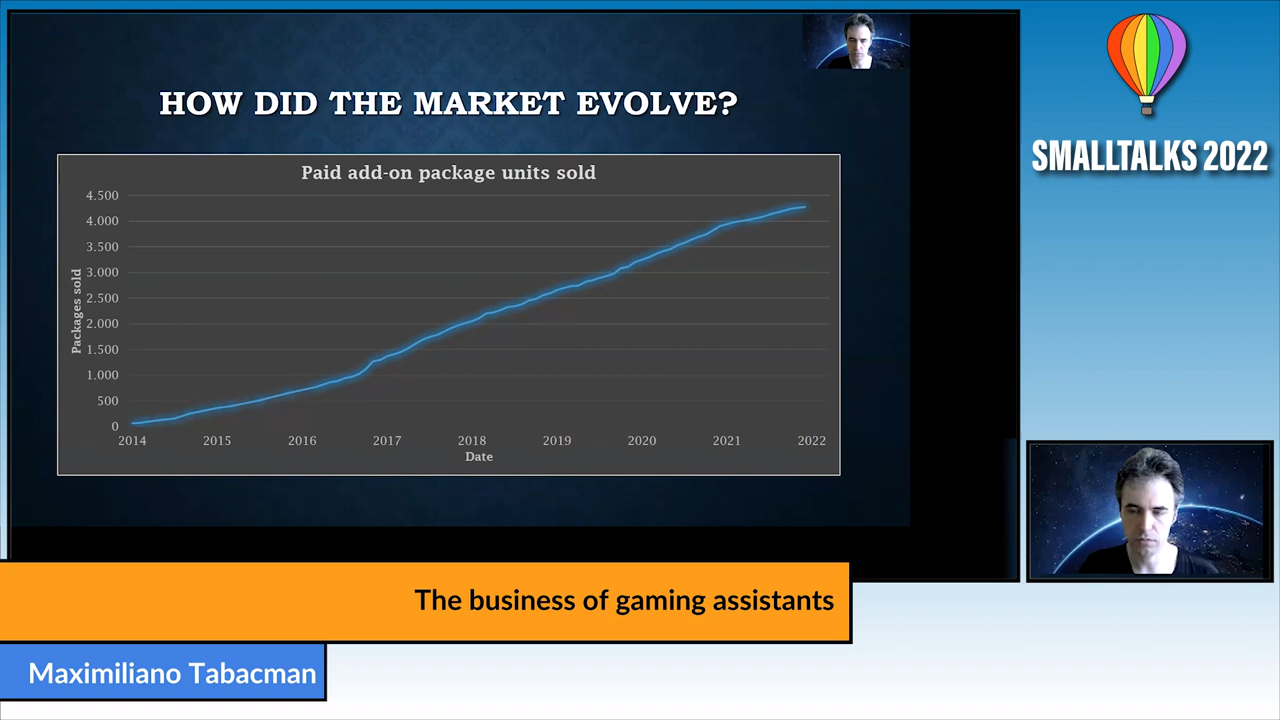 HOW DID THE MARKET EVOLVE?
Paid add-on package units sold
4.500
4.000
3.500
3.000
2.500
2.000
1.500
1.000
500
0
Packages sold
2014 2015 2016 2017 2018 2019 2020 2021 2022
Date
SMALLTALKS 2022
The business of gaming assistants
Maximiliano Tabacman